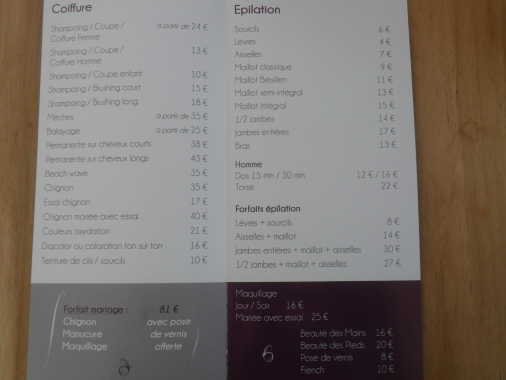 Coiffure
Shampoing / Coupe / à partir de 24 €
Coiffure Femme
Shampoing / Coupe / 13 €
Coiffure Homme
Shampoing / Coupe enfant 10 €
Shampoing / Brushing court 15 €
Shampoing / Brushing long 18 €
Mèches à partir de 35 €
Balayage à partir de 25 €
Permanente sur cheveux courts 38 €
Permanente sur cheveux longs 43 €
Beach wave 35 €
Chignon 35 €
Essai chignon 17 €
Chignon mariée avec essai 40 €
Couleurs oxydation 21 €
Diacolor ou coloration ton sur ton 16 €
Teinture de cils / sourcils 10 €
Forfait mariage : 81 €
Chignon avec pose
Manucure de vernis
Maquillage offerte
Epilation
Sourcils 6 €
Lèvres 4 €
Aisselles 7 €
Maillot classique 9 €
Maillot Brésilien 11 €
Maillot semi-intégral 13 €
Maillot intégral 15 €
1/2 jambes 14 €
Jambes entières 17 €
Bras 13 €
Homme
Dos 15 min / 30 min 12 € / 16 €
Torse 22 €
Forfaits épilation
Lèvres + sourcils 8 €
Aisselles + maillot 14 €
Jambes entières + maillot + aisselles 30 €
1/2 jambes + maillot + aisselles 27 €
Maquillage
Jour / Soir 16 €
Mariée avec essai 25 €
Beauté des Mains 16 €
Beauté des Pieds 20 €
Pose de vernis 8 €
French 10 €